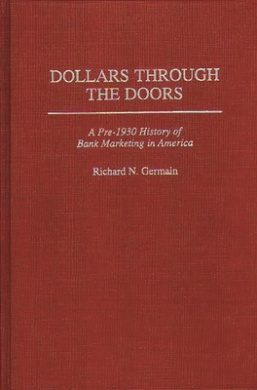 DOLLARS THROUGH
THE DOORS
A Pre-1930 History of
Bank Marketing in America
Richard N. Germain